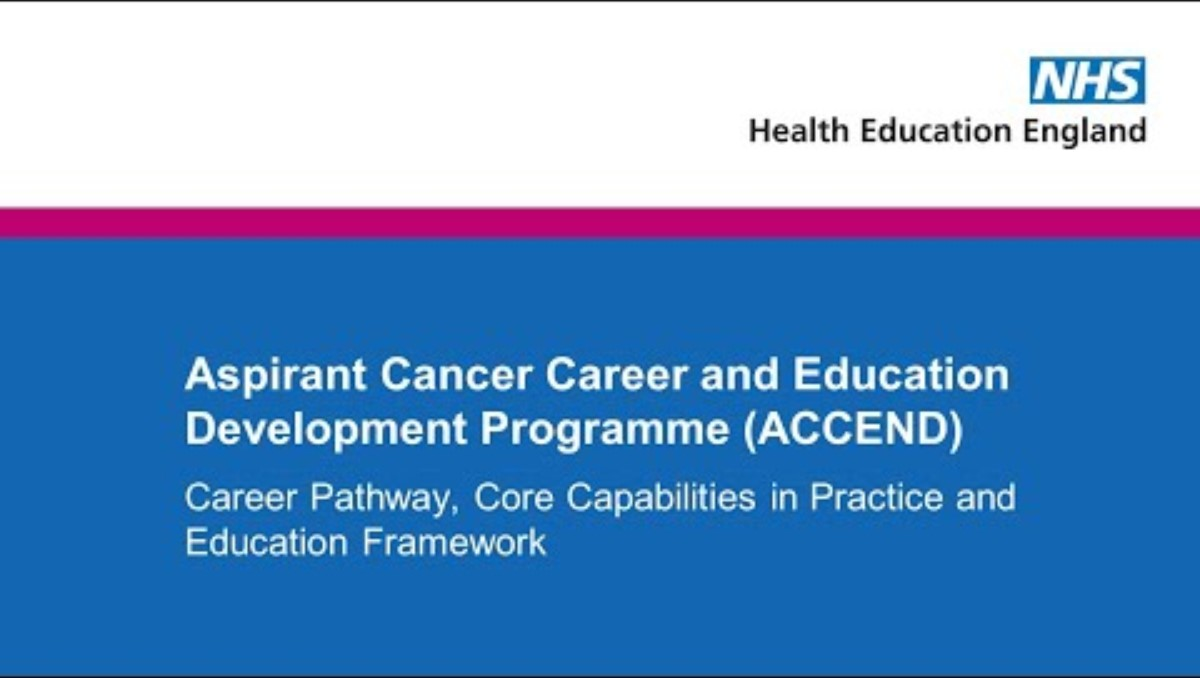 NHS
Health Education England
Aspirant Cancer Career and Education
Development Programme (ACCEND)
Career Pathway, Core Capabilities in Practice and
Education Framework